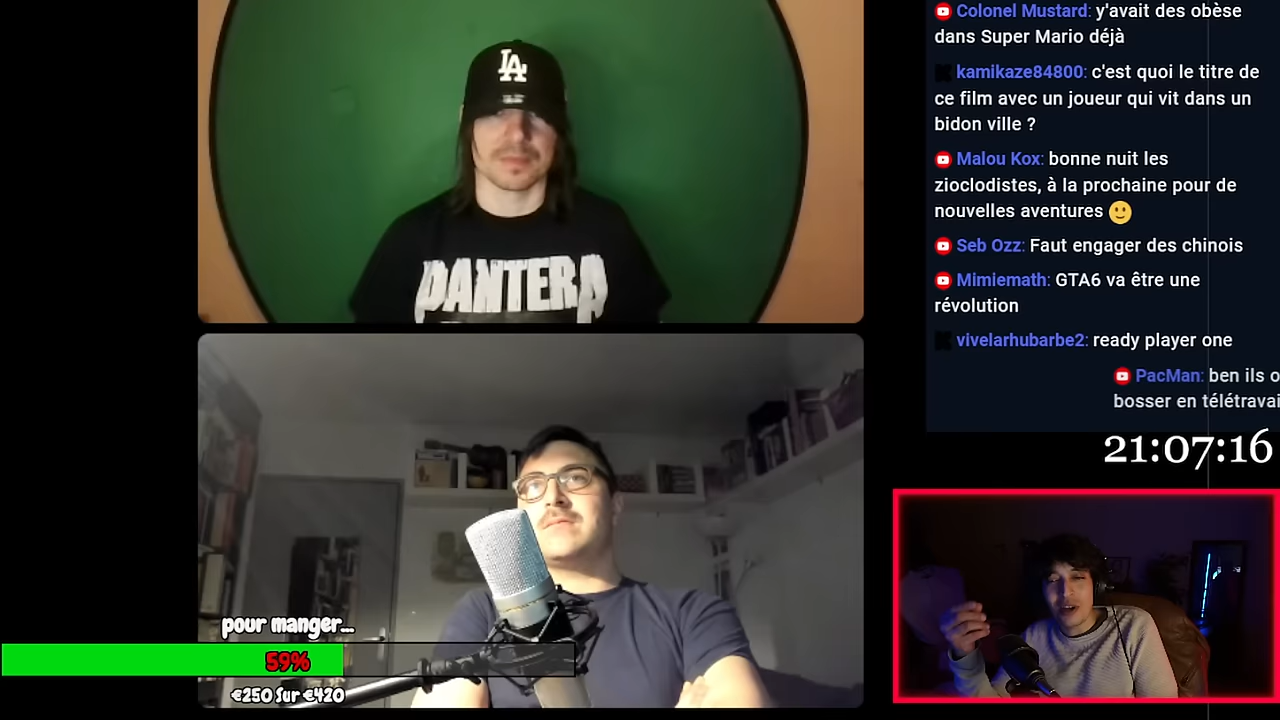 LA
PANTERA
pour manger...
59%
€250 Sur €420
Colonel Mustard: y'avait des obèse
dans Super Mario déjà
kamikaze84800: c'est quoi le titre de
ce film avec un joueur qui vit dans un
bidon ville ?
Malou Kox: bonne nuit les
zioclodistes, à la prochaine pour de
nouvelles aventures 🙂
Seb Ozz: Faut engager des chinois
Mimiemath: GTA6 va être une
révolution
vivelarhubarbe2: ready player one
PacMan: ben ils o
bosser en télétravai
21:07:16